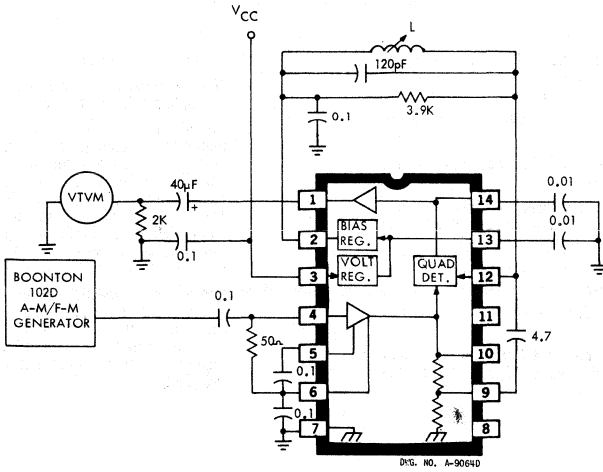 VCC
L
120pF
0.1
3.9K
40µF
+
VTVM
2K
0.1
BOONTON
102D
A-M/F-M
GENERATOR
0.1
50Ω
0.1
0.1
1
2
3
4
5
6
7
BIAS
REG.
VOLT
REG.
QUAD
DET.
14
13
12
11
10
9
8
0.01
0.01
4.7
DWG. NO. A-9064D